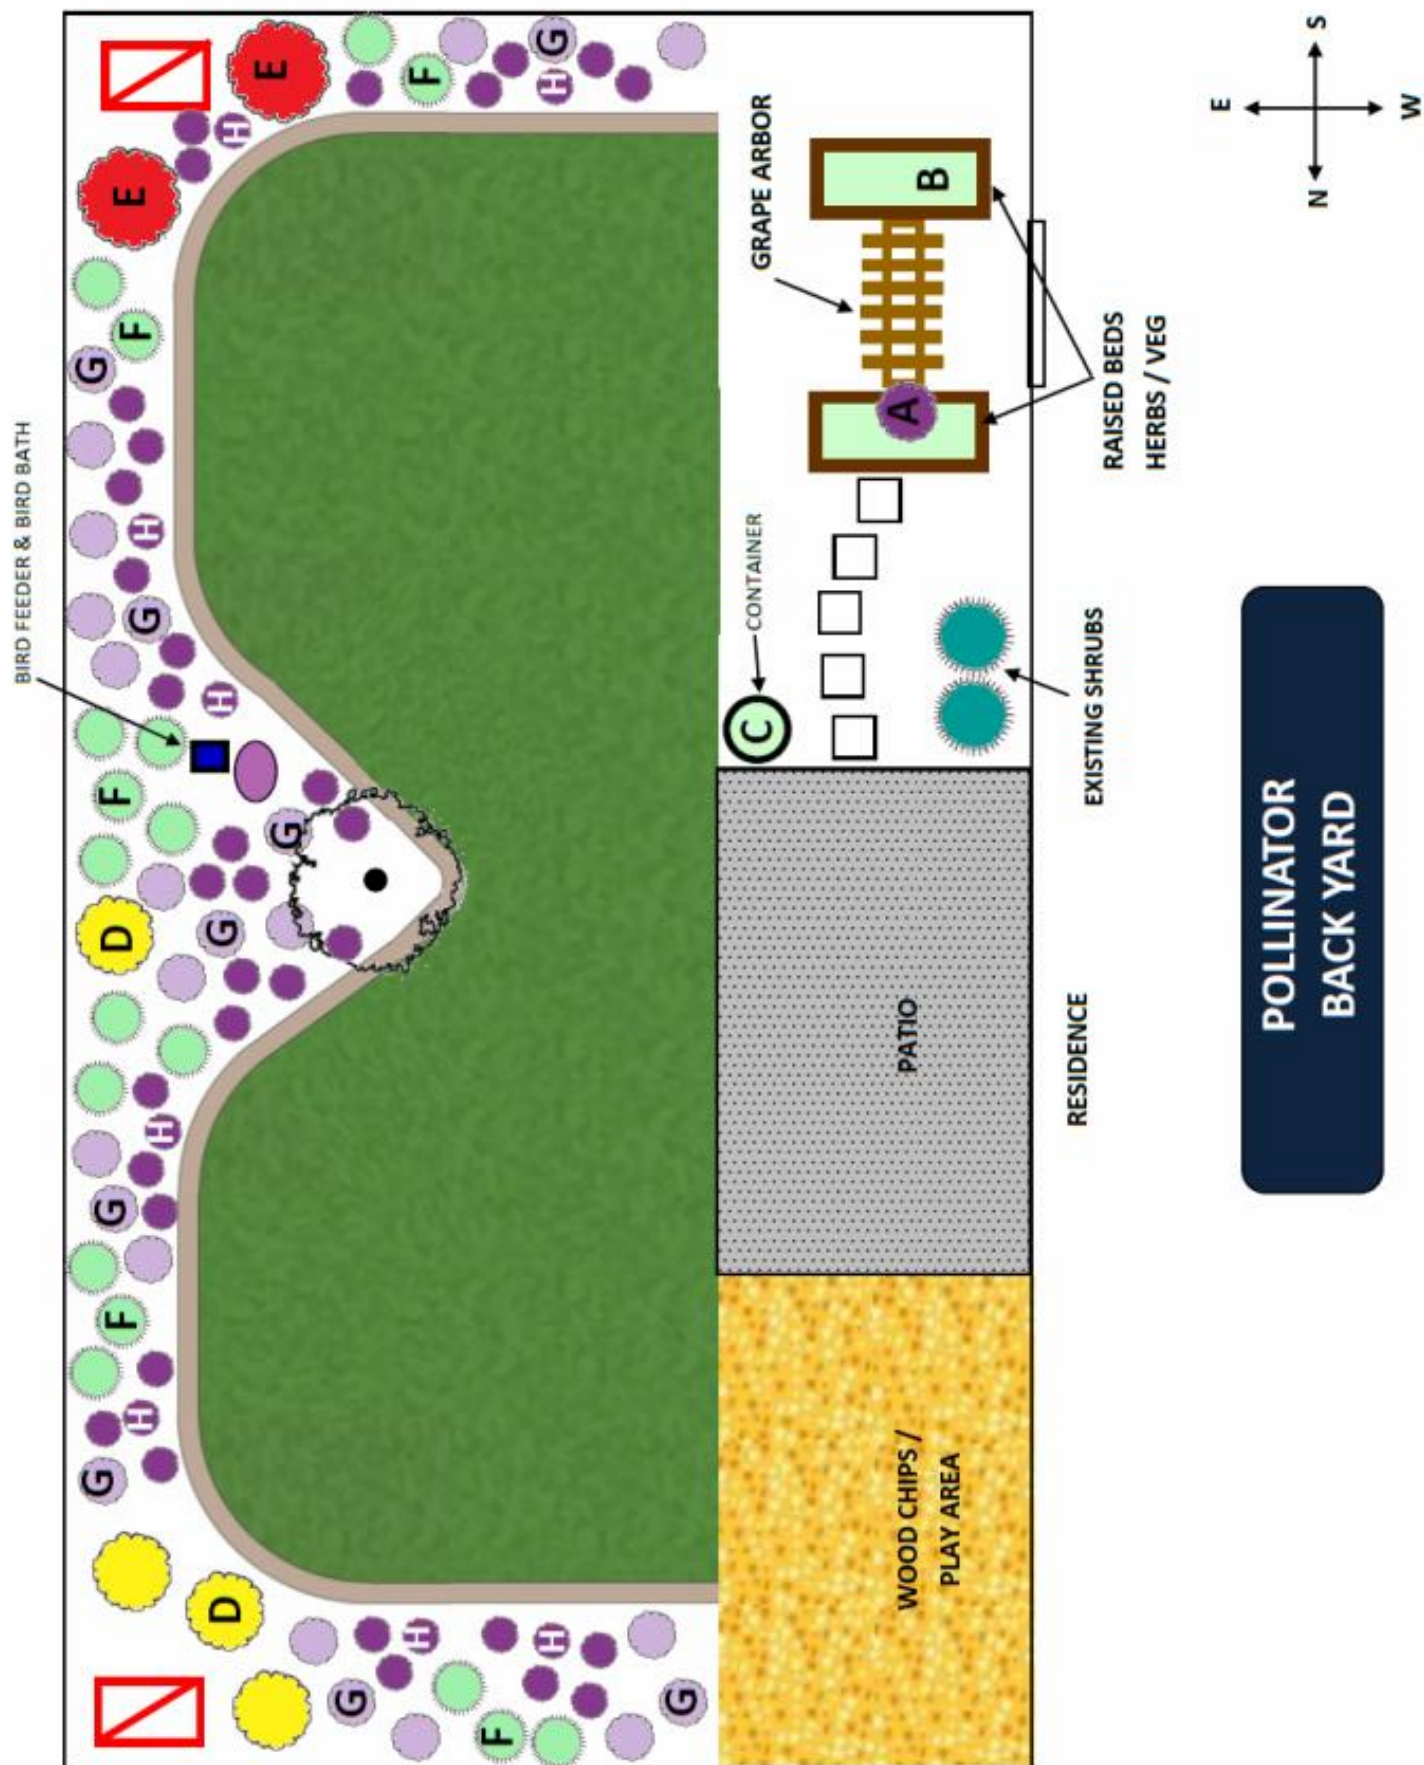 BIRD FEEDER & BIRD BATH
G
H
F
G
H
D
F
G
H
G
F
E
D
G
H
H
G
E
G
H
F
F
H
H
G
G
CONTAINER
C
GRAPE ARBOR
A
B
WOOD CHIPS /
PLAY AREA
PATIO
RESIDENCE
EXISTING SHRUBS
RAISED BEDS
HERBS / VEG
POLLINATOR
BACK YARD
E
N
S
W